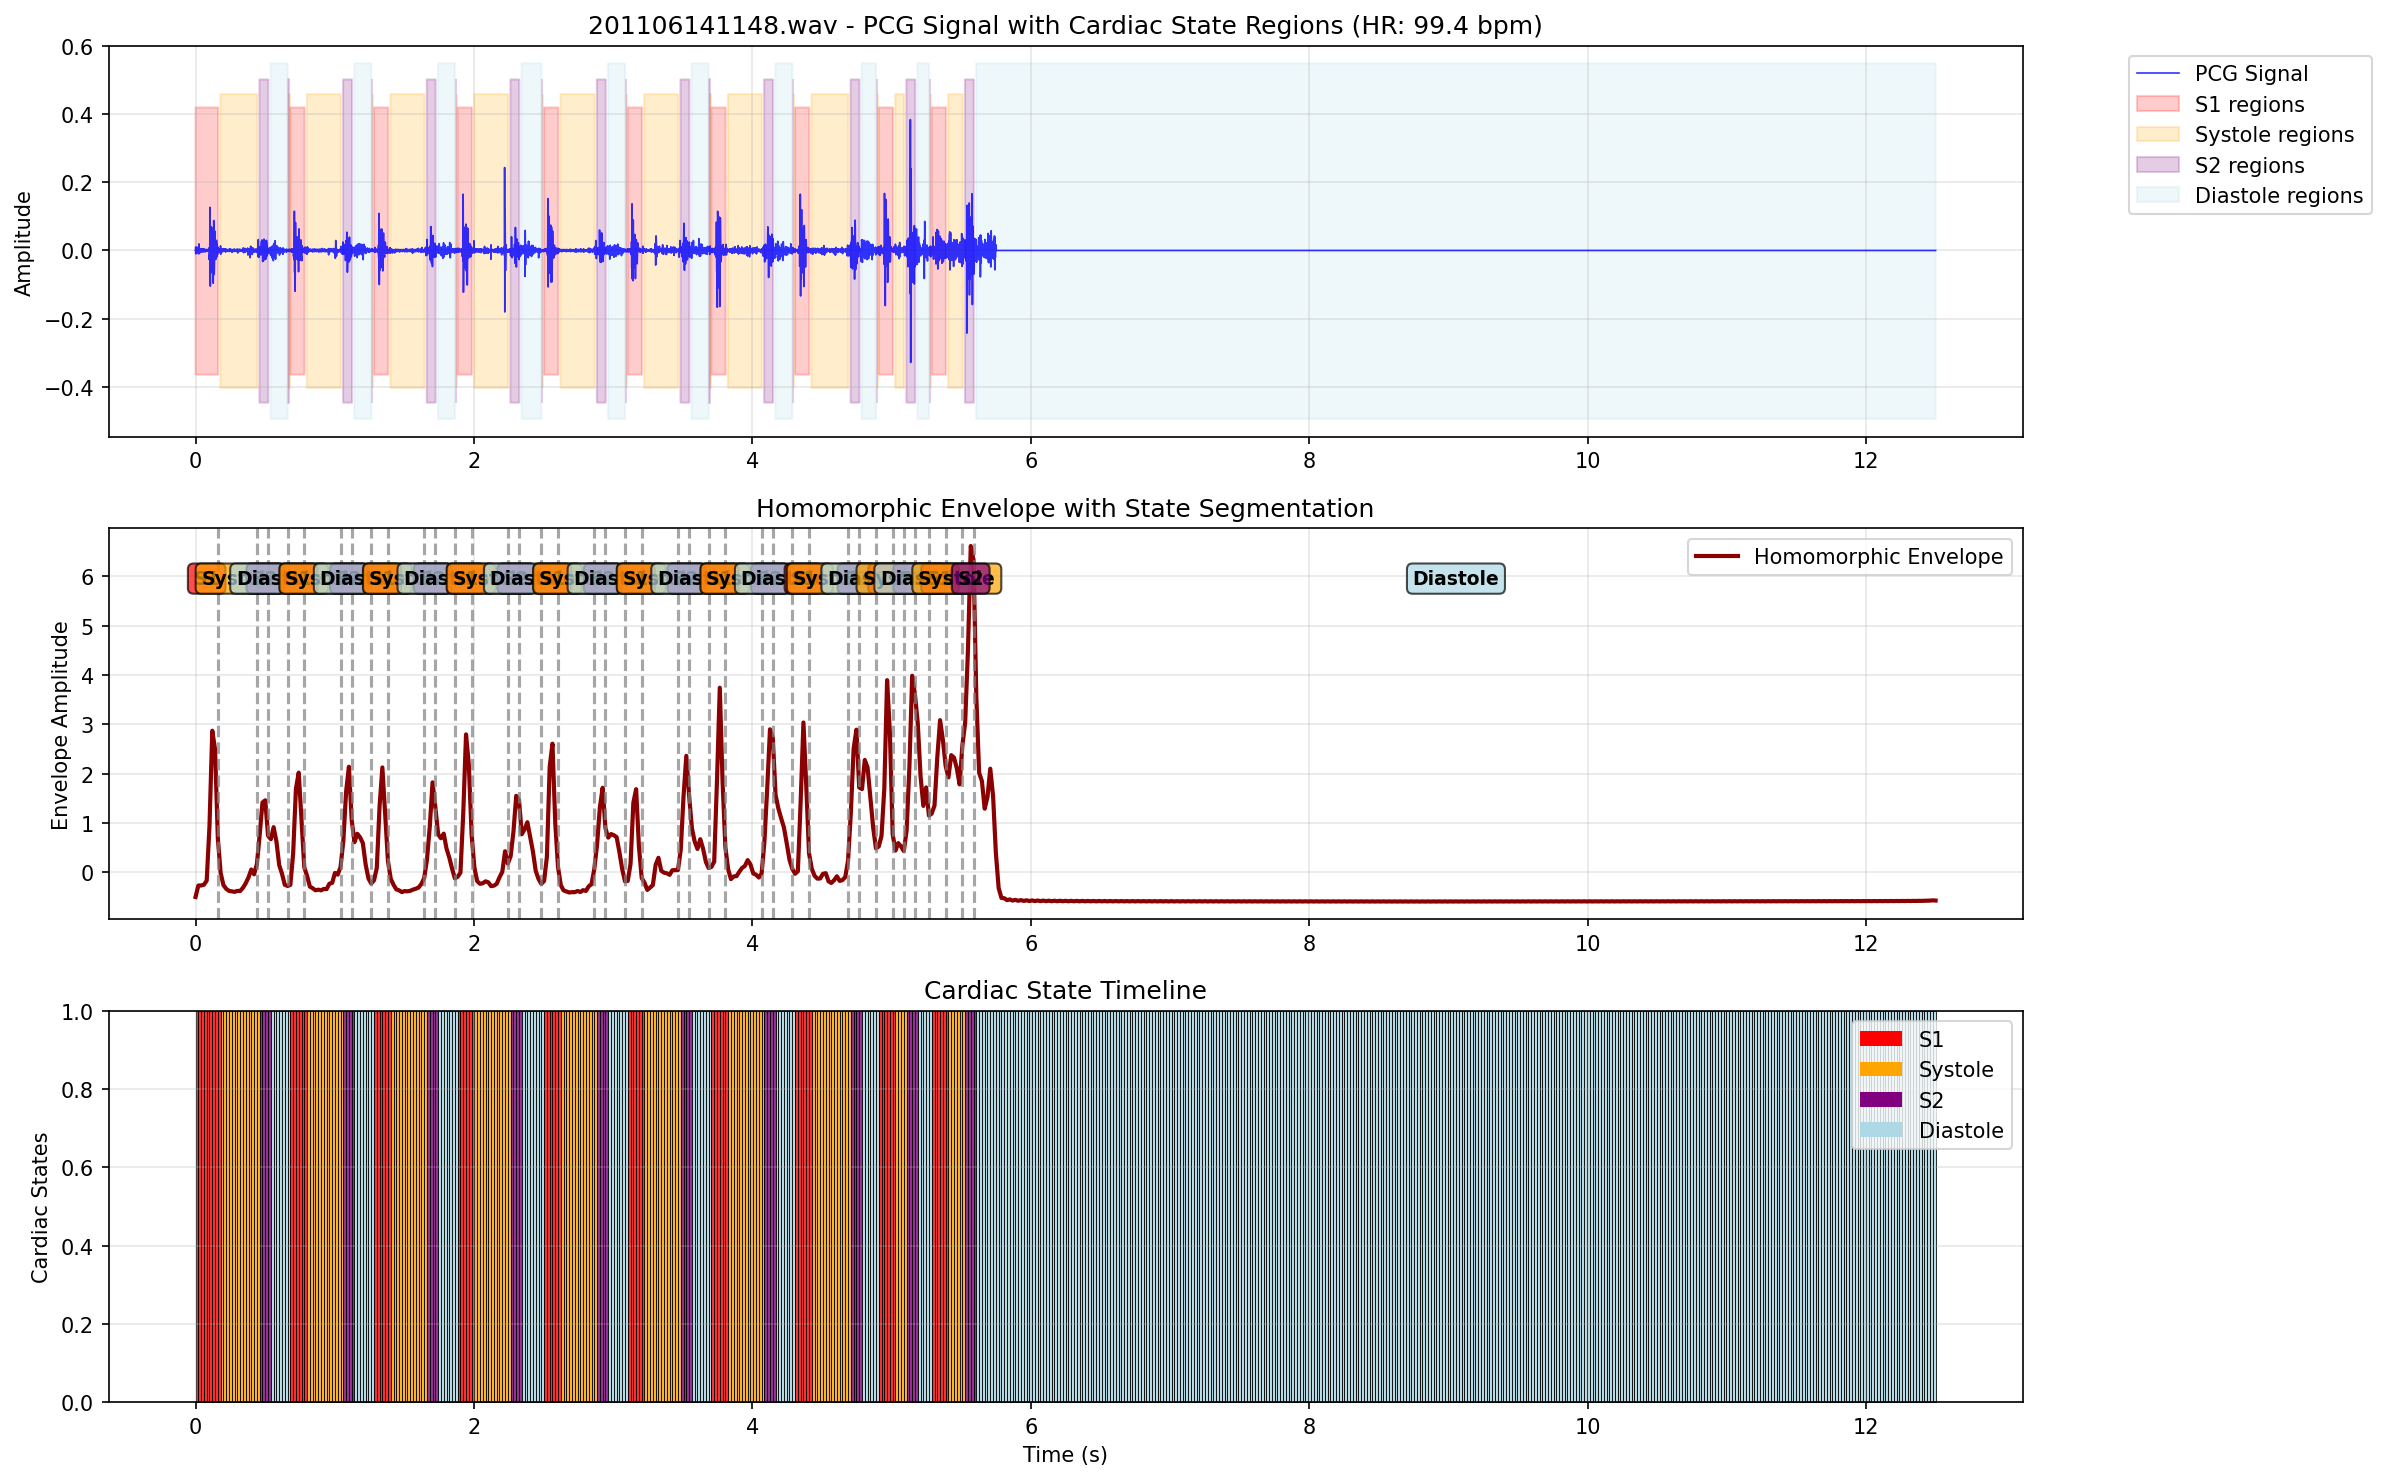 201106141148.wav - PCG Signal with Cardiac State Regions (HR: 99.4 bpm)
Amplitude
0.6
0.4
0.2
0.0
−0.2
−0.4
0 2 4 6 8 10 12
PCG Signal
S1 regions
Systole regions
S2 regions
Diastole regions
Homomorphic Envelope with State Segmentation
Envelope Amplitude
6
5
4
3
2
1
0
Sys Dias Sys Dias Sys Dias Sys Dias Sys Dias Sys Dias Sys Dias Sys Dia Dias Sys S2 Diastole
Homomorphic Envelope
0 2 4 6 8 10 12
Cardiac State Timeline
Cardiac States
1.0
0.8
0.6
0.4
0.2
0.0
S1
Systole
S2
Diastole
0 2 4 6 8 10 12
Time (s)